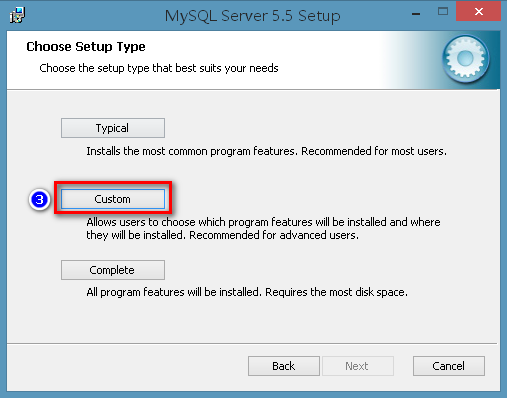 MySQL Server 5.5 Setup
Choose Setup Type
Choose the setup type that best suits your needs
Typical
Installs the most common program features. Recommended for most users.
3
Custom
Allows users to choose which program features will be installed and where
they will be installed. Recommended for advanced users.
Complete
All program features will be installed. Requires the most disk space.
Back Next Cancel